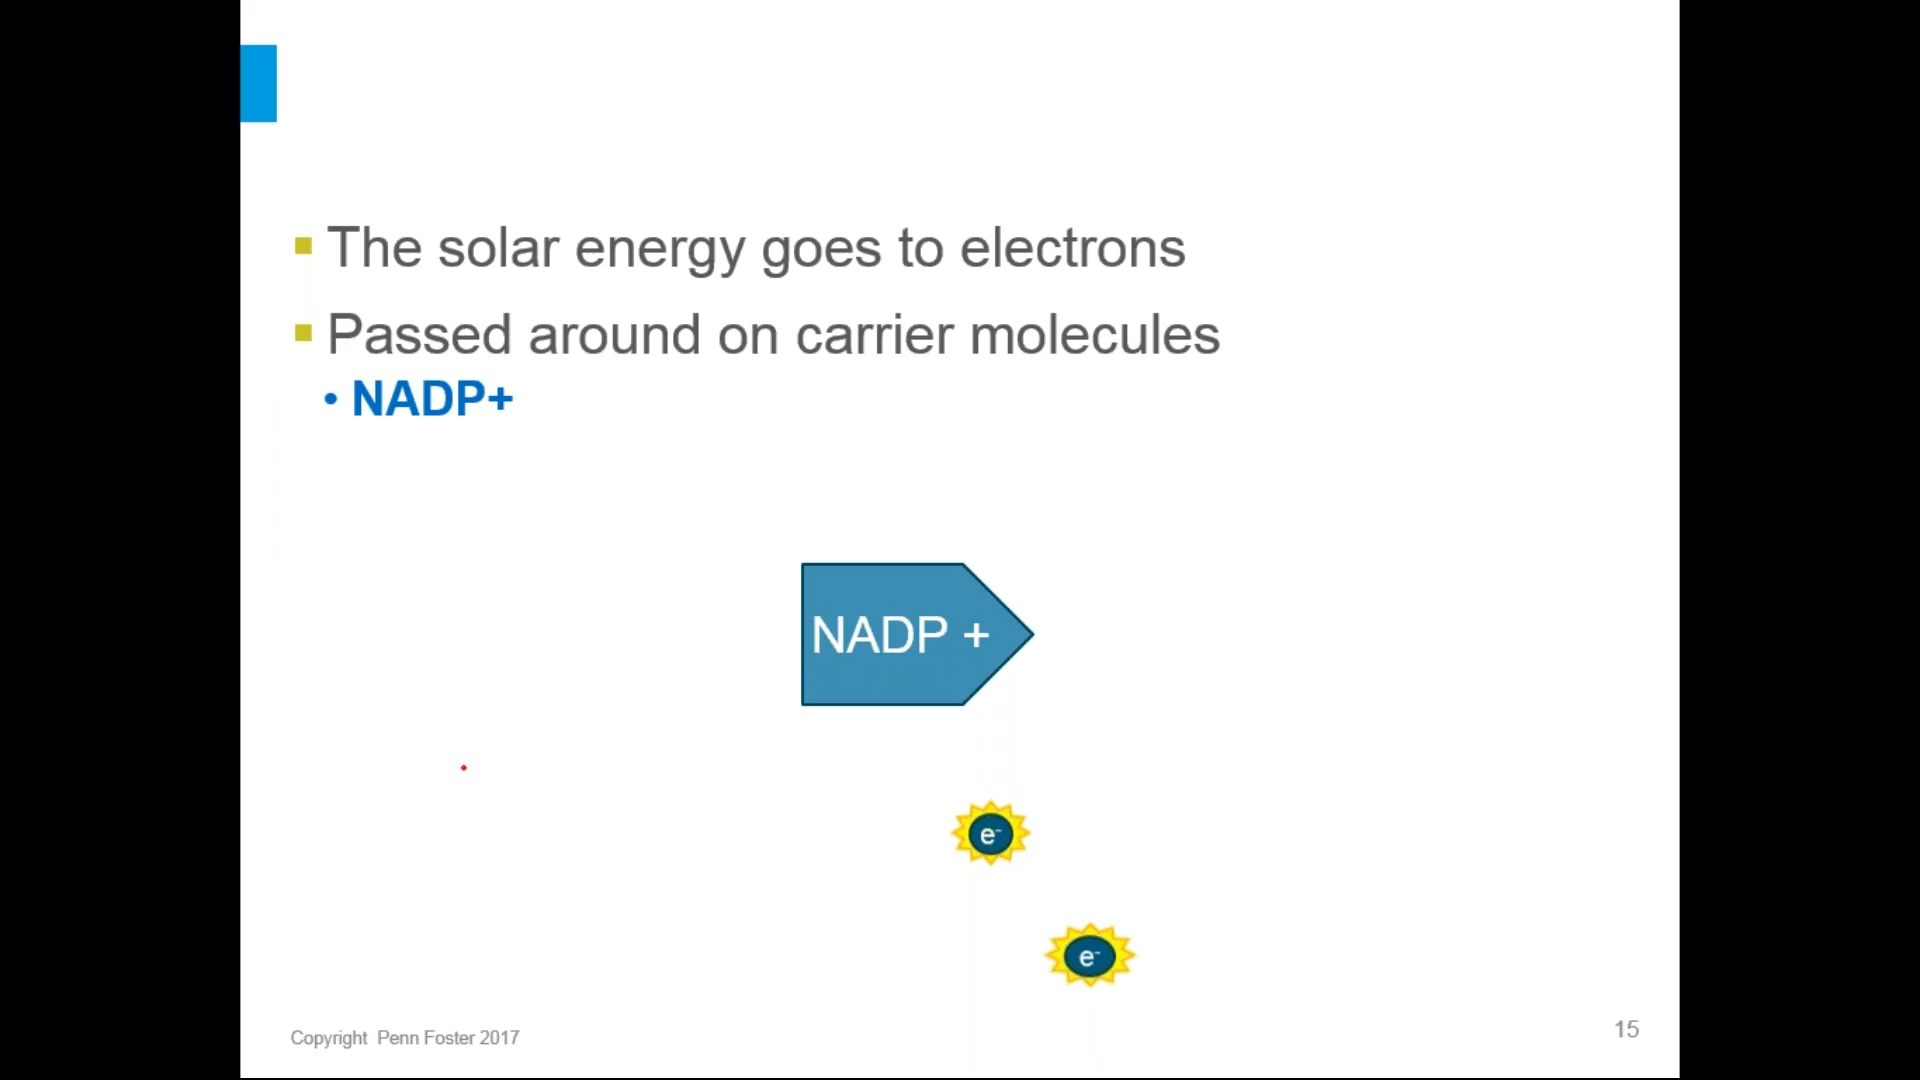 The solar energy goes to electrons
Passed around on carrier molecules
• NADP+
NADP +
e-
e-
Copyright Penn Foster 2017
15